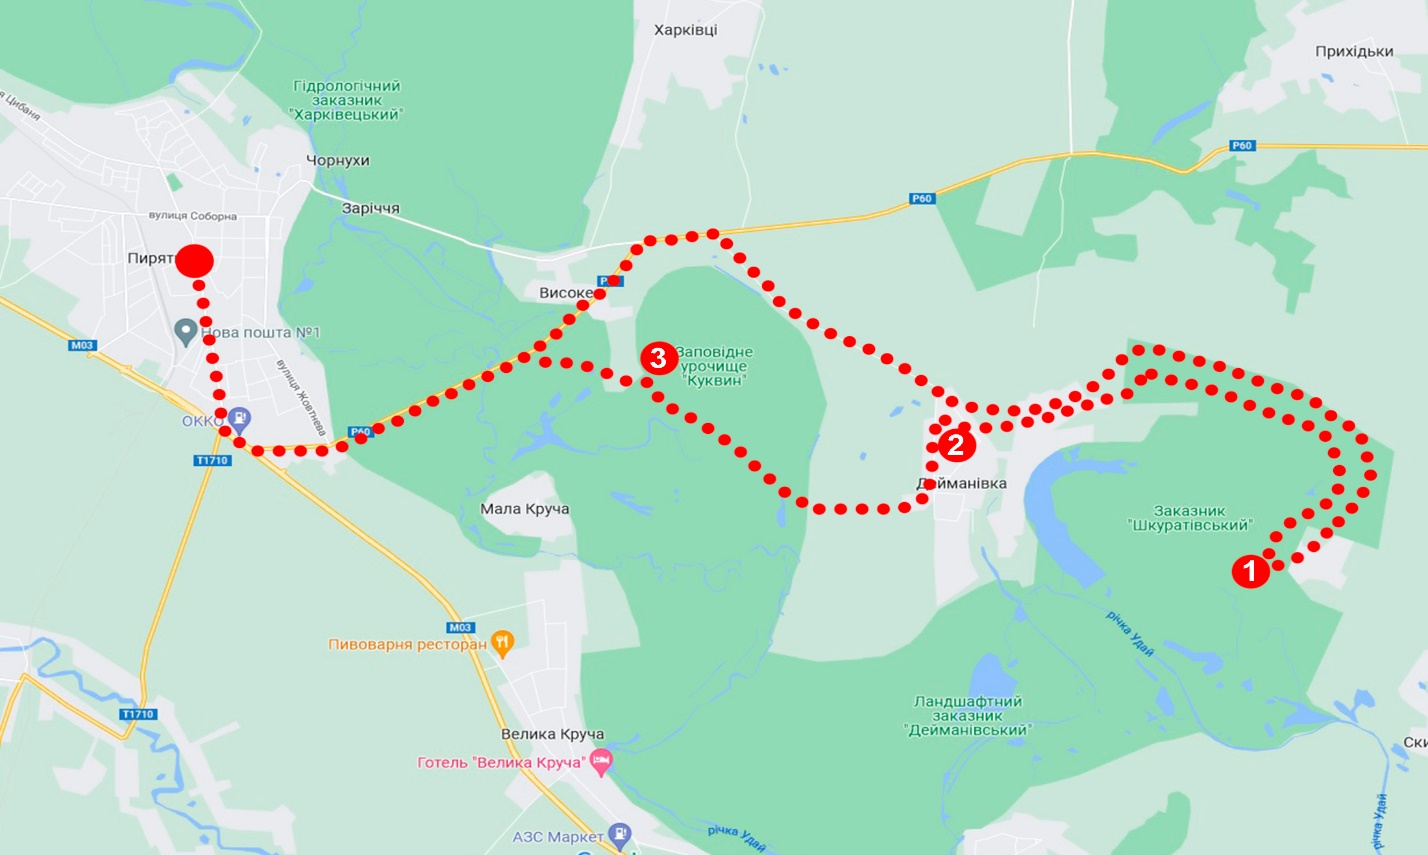 Харківці
Прихідьки
я Цибаня
Гідрологічний
заказник
"Харківецький"
Чорнухи
P60
P60
Заріччя
вулиця Соборна
Пирят
Високе
M03
Нова пошта №1
3
Заповідне
урочище
"Куквин"
вулиця Жовтнева
ОККО
P60
T1710
2
Дейманівка
Мала Круча
Заказник
"Шкуратівський"
1
річка Удай
M03
Пивоварня ресторан
T1710
Ландшафтний
заказник
"Дейманівський"
Велика Круча
Ски
Готель "Велика Круча"
річка Удай
АЗС Маркет
річка Удай